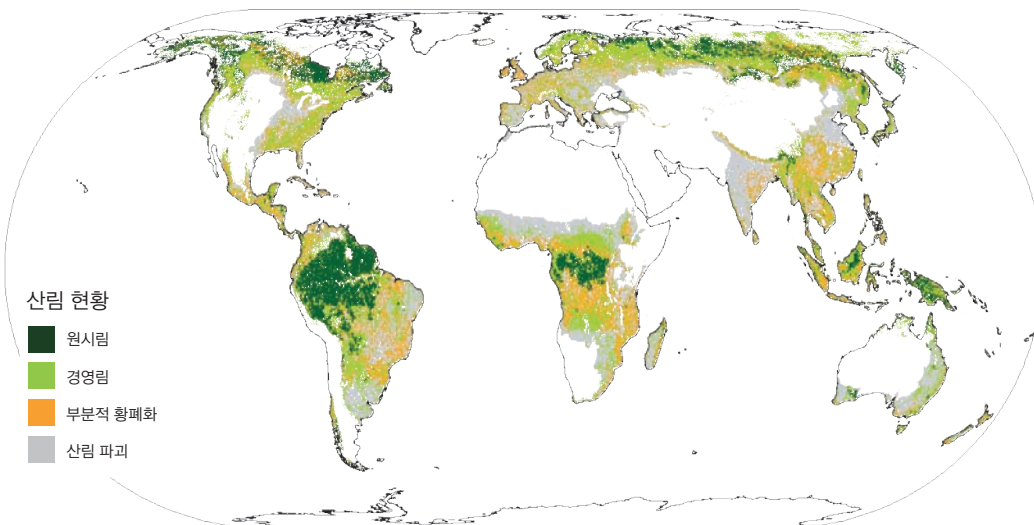 산림 현황
원시림
경영림
부분적 황폐화
산림 파괴